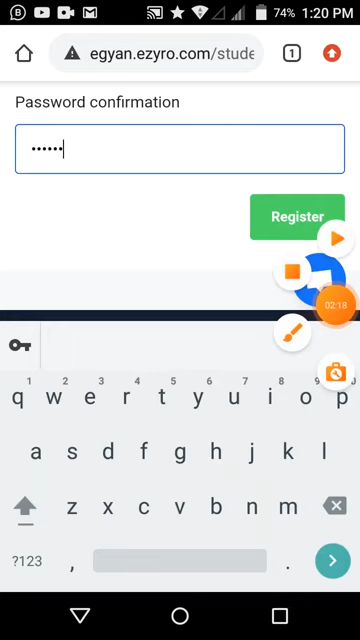 74% 1:20 PM
egyan.ezyro.com/stude
1
Password confirmation
••••••
Register
02:18
1 2 3 4 5 6 7 8 9
q w e r t y u i o p
a s d f g h j k l
z x c v b n m
?123 , .